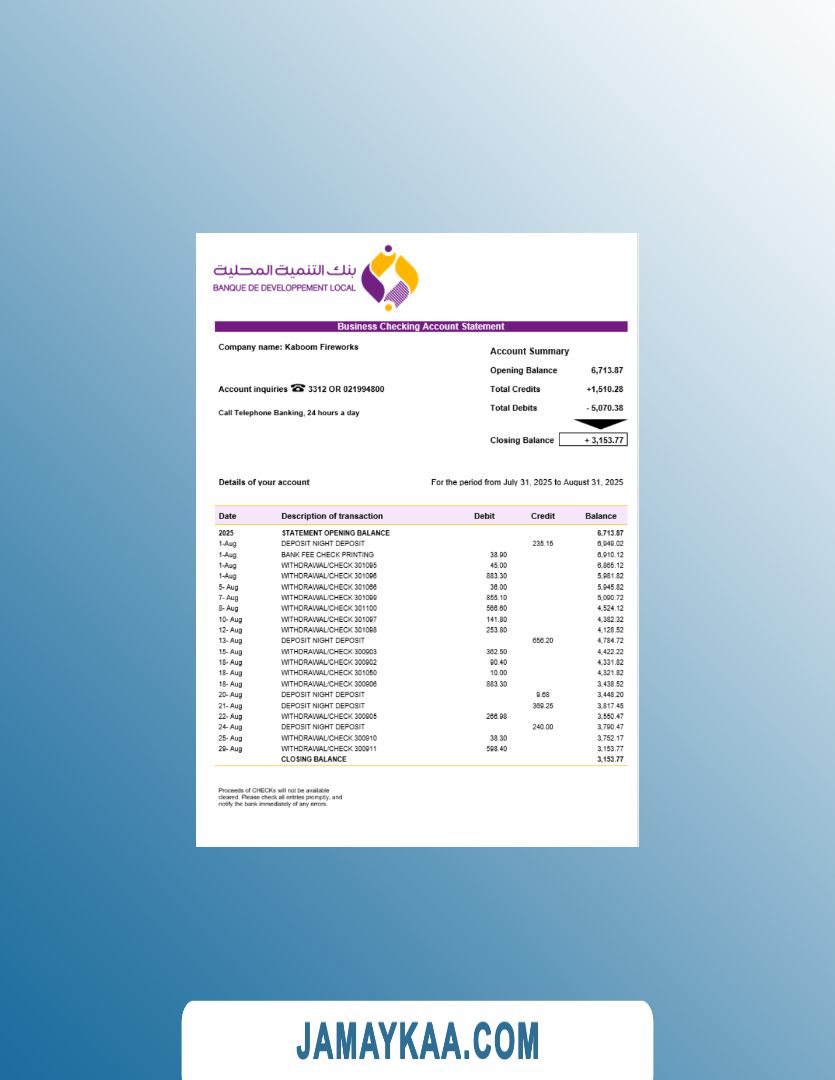 بنك التنمية المحلية
BANQUE DE DEVELOPPEMENT LOCAL
Business Checking Account Statement
Company name: Kaboom Fireworks
Account Summary
Opening Balance 6,713.87
Account inquiries ☎ 3312 OR 021994800
Total Credits +1,510.28
Call Telephone Banking, 24 hours a day
Total Debits - 5,070.38
Closing Balance + 3,153.77
Details of your account For the period from July 31, 2025 to August 31, 2025
Date Description of transaction Debit Credit Balance
2025 STATEMENT OPENING BALANCE 6,713.87
1-Aug DEPOSIT NIGHT DEPOSIT 235.15 6,949.02
1-Aug BANK FEE CHECK PRINTING 38.90 6,910.12
1-Aug WITHDRAWAL/CHECK 301095 45.00 6,865.12
1-Aug WITHDRAWAL/CHECK 301096 883.30 5,981.82
5- Aug WITHDRAWAL/CHECK 301066 36.00 5,945.82
7- Aug WITHDRAWAL/CHECK 301099 855.10 5,090.72
8- Aug WITHDRAWAL/CHECK 301100 566.60 4,524.12
10- Aug WITHDRAWAL/CHECK 301097 141.80 4,382.32
12- Aug WITHDRAWAL/CHECK 301098 253.80 4,128.52
13- Aug DEPOSIT NIGHT DEPOSIT 656.20 4,784.72
15- Aug WITHDRAWAL/CHECK 300903 362.50 4,422.22
18- Aug WITHDRAWAL/CHECK 300902 90.40 4,331.82
18- Aug WITHDRAWAL/CHECK 301050 10.00 4,321.82
18- Aug WITHDRAWAL/CHECK 300906 883.30 3,438.52
20- Aug DEPOSIT NIGHT DEPOSIT 9.68 3,448.20
21- Aug DEPOSIT NIGHT DEPOSIT 369.25 3,817.45
22- Aug WITHDRAWAL/CHECK 300905 266.98 3,550.47
24- Aug DEPOSIT NIGHT DEPOSIT 240.00 3,790.47
25- Aug WITHDRAWAL/CHECK 300910 38.30 3,752.17
29- Aug WITHDRAWAL/CHECK 300911 598.40 3,153.77
CLOSING BALANCE 3,153.77
Proceeds of CHECKs will not be available
cleared. Please check all entries promptly, and
notify the bank immediately of any errors.
JAMAYKAA.COM